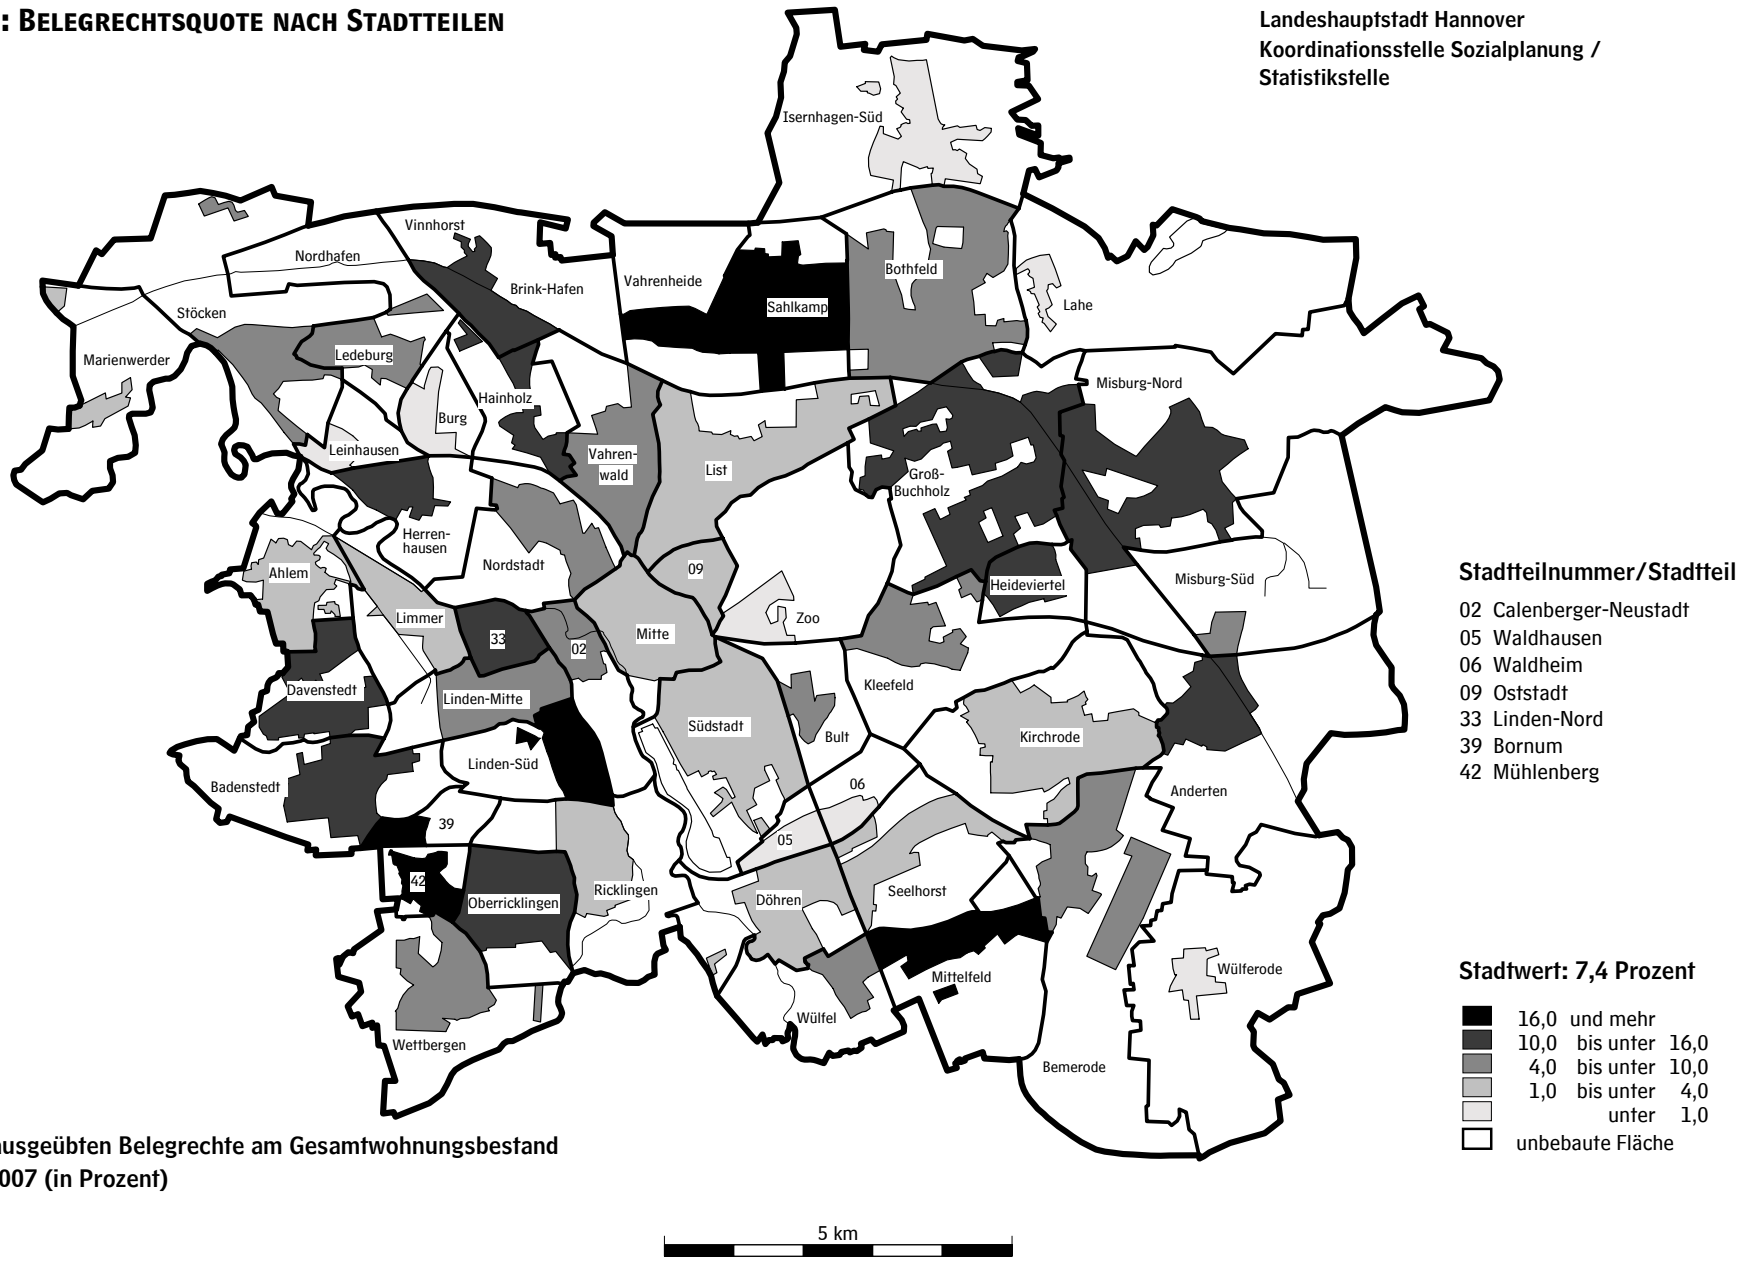 : BELEGRECHTSQUOTE NACH STADTTEILEN
Landeshauptstadt Hannover
Koordinationsstelle Sozialplanung /
Statistikstelle
Isernhagen-Süd
Vinnhorst
Nordhafen
Brink-Hafen
Vahrenheide
Sahlkamp
Bothfeld
Lahe
Stöcken
Marienwerder
Ledeburg
Burg
Hainholz
Leinhausen
Vahren-
wald
List
Groß-
Buchholz
Misburg-Nord
Herren-
hausen
Nordstadt
Ahlem
Limmer
09
Zoo
Heideviertel
Misburg-Süd
33
02
Mitte
Davenstedt
Linden-Mitte
Kleefeld
Südstadt
Bult
Kirchrode
Linden-Süd
Badenstedt
06
Anderten
39
05
42
Oberricklingen
Ricklingen
Döhren
Seelhorst
Mittelfeld
Wülferode
Wülfel
Wettbergen
Bemerode
Stadtteilnummer/Stadtteil
02 Calenberger-Neustadt
05 Waldhausen
06 Waldheim
09 Oststadt
33 Linden-Nord
39 Bornum
42 Mühlenberg
Stadtwert: 7,4 Prozent
16,0 und mehr
10,0 bis unter 16,0
4,0 bis unter 10,0
1,0 bis unter 4,0
unter 1,0
unbebaute Fläche
ausgeübten Belegrechte am Gesamtwohnungsbestand
007 (in Prozent)
5 km